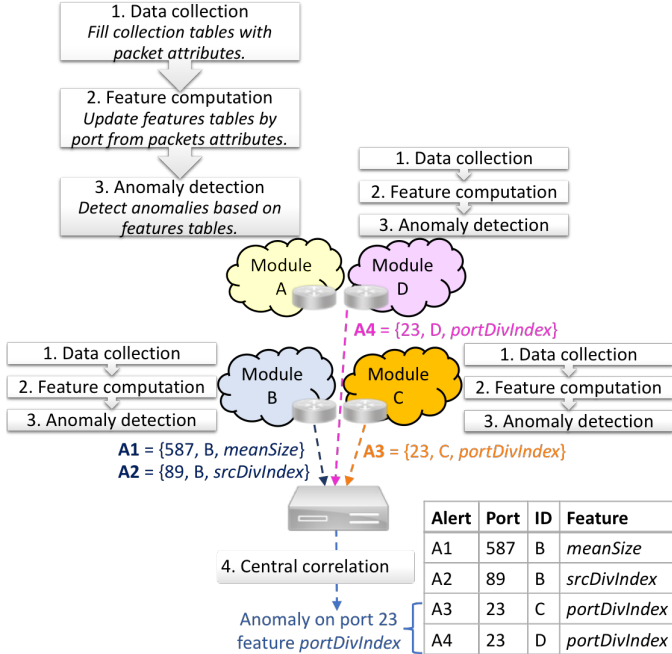 1. Data collection
Fill collection tables with
packet attributes.
2. Feature computation
Update features tables by
port from packets attributes.
3. Anomaly detection
Detect anomalies based on
features tables.
1. Data collection
2. Feature computation
3. Anomaly detection
Module
A
Module
D
A4 = {23, D, portDivIndex}
1. Data collection
2. Feature computation
3. Anomaly detection
Module
B
Module
C
1. Data collection
2. Feature computation
3. Anomaly detection
A1 = {587, B, meanSize}
A2 = {89, B, srcDivIndex}
A3 = {23, C, portDivIndex}
4. Central correlation
Anomaly on port 23
feature portDivIndex
Alert Port ID Feature
A1 587 B meanSize
A2 89 B srcDivIndex
A3 23 C portDivIndex
A4 23 D portDivIndex